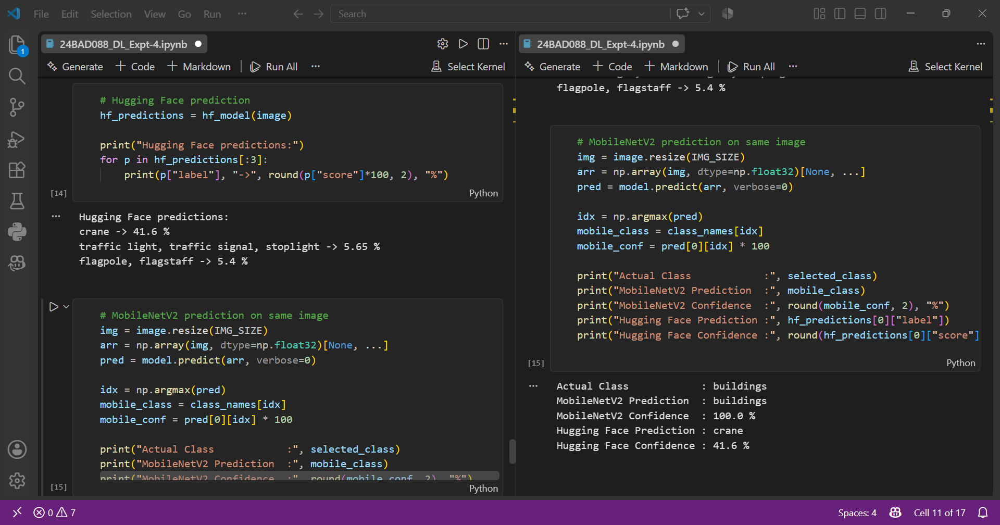 File Edit Selection View Go Run ··· Search
1
24BAD088_DL_Expt-4.ipynb
Generate + Code + Markdown Run All ··· Select Kernel
# Hugging Face prediction
hf_predictions = hf_model(image)
print("Hugging Face predictions:")
for p in hf_predictions[:3]:
    print(p["label"], "->", round(p["score"]*100, 2), "%")
[14]
Python
Hugging Face predictions:
crane -> 41.6 %
traffic light, traffic signal, stoplight -> 5.65 %
flagpole, flagstaff -> 5.4 %
# MobileNetV2 prediction on same image
img = image.resize(IMG_SIZE)
arr = np.array(img, dtype=np.float32)[None, ...]
pred = model.predict(arr, verbose=0)
idx = np.argmax(pred)
mobile_class = class_names[idx]
mobile_conf = pred[0][idx] * 100
print("Actual Class            :", selected_class)
print("MobileNetV2 Prediction  :", mobile_class)
print("MobileNetV2 Confidence  :", round(mobile_conf, 2), "%")
[15]
Python
24BAD088_DL_Expt-4.ipynb
Generate + Code + Markdown Run All ··· Select Kernel
flagpole, flagstaff -> 5.4 %
# MobileNetV2 prediction on same image
img = image.resize(IMG_SIZE)
arr = np.array(img, dtype=np.float32)[None, ...]
pred = model.predict(arr, verbose=0)
idx = np.argmax(pred)
mobile_class = class_names[idx]
mobile_conf = pred[0][idx] * 100
print("Actual Class            :", selected_class)
print("MobileNetV2 Prediction  :", mobile_class)
print("MobileNetV2 Confidence  :", round(mobile_conf, 2), "%")
print("Hugging Face Prediction :", hf_predictions[0]["label"])
print("Hugging Face Confidence :", round(hf_predictions[0]["score"]
[15]
Python
Actual Class            : buildings
MobileNetV2 Prediction  : buildings
MobileNetV2 Confidence  : 100.0 %
Hugging Face Prediction : crane
Hugging Face Confidence : 41.6 %
0 7 Spaces: 4 Cell 11 of 17